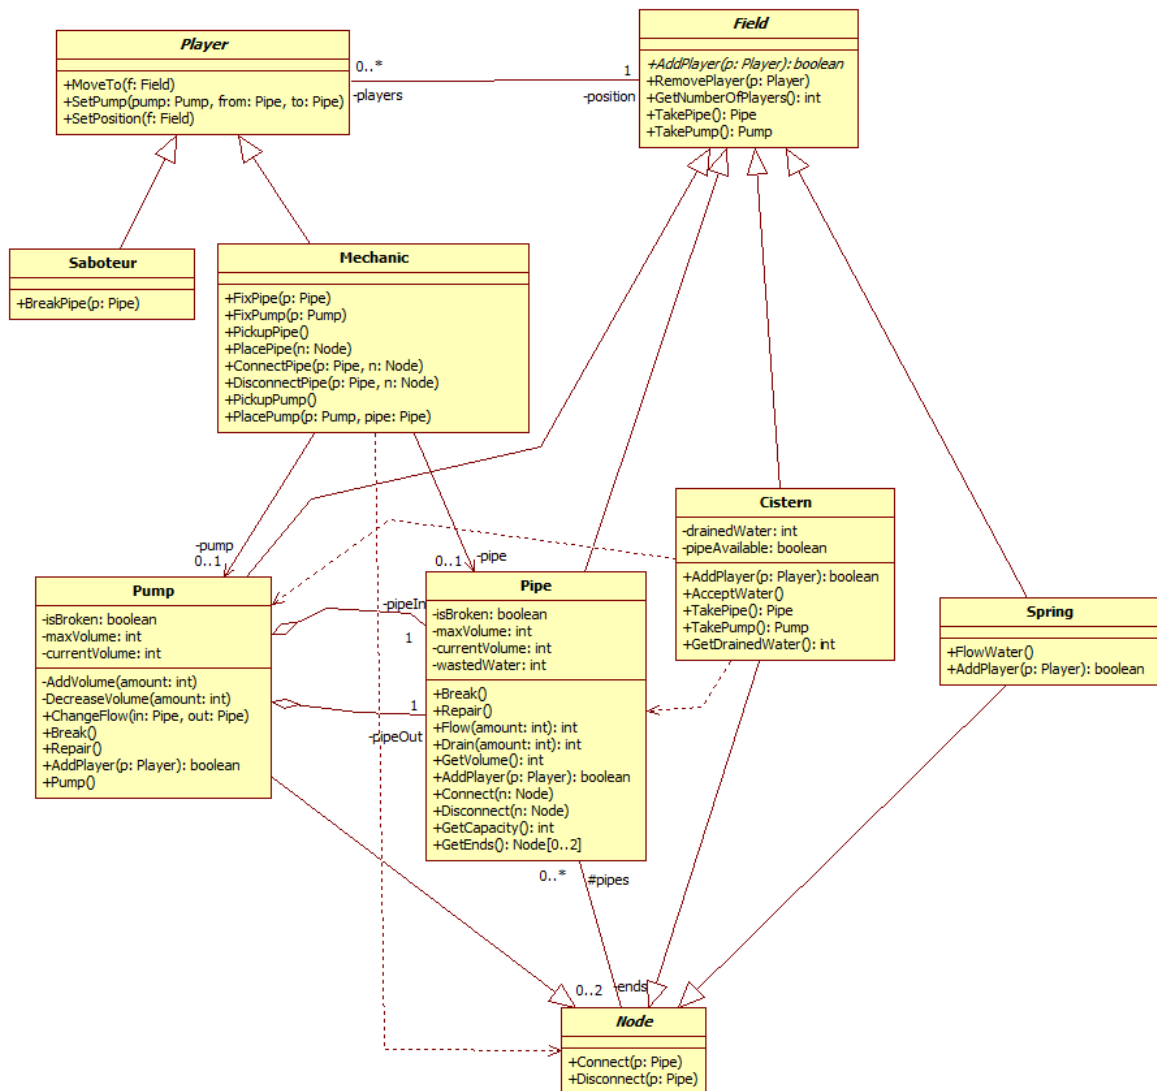 Player
+MoveTo(f: Field)
+SetPump(pump: Pump, from: Pipe, to: Pipe)
+SetPosition(f: Field)
0..*
-players
1
-position
Field
+AddPlayer(p: Player): boolean
+RemovePlayer(p: Player)
+GetNumberOfPlayers(): int
+TakePipe(): Pipe
+TakePump(): Pump
Saboteur
+BreakPipe(p: Pipe)
Mechanic
+FixPipe(p: Pipe)
+FixPump(p: Pump)
+PickupPipe()
+PlacePipe(n: Node)
+ConnectPipe(p: Pipe, n: Node)
+DisconnectPipe(p: Pipe, n: Node)
+PickupPump()
+PlacePump(p: Pump, pipe: Pipe)
-pump
0..1
0..1
-pipe
Cistern
-drainedWater: int
-pipeAvailable: boolean
+AddPlayer(p: Player): boolean
+AcceptWater()
+TakePipe(): Pipe
+TakePump(): Pump
+GetDrainedWater(): int
Pump
-isBroken: boolean
-maxVolume: int
-currentVolume: int
-AddVolume(amount: int)
-DecreaseVolume(amount: int)
+ChangeFlow(in: Pipe, out: Pipe)
+Break()
+Repair()
+AddPlayer(p: Player): boolean
+Pump()
-pipeIn
1
1
-pipeOut
Pipe
-isBroken: boolean
-maxVolume: int
-currentVolume: int
-wastedWater: int
+Break()
+Repair()
+Flow(amount: int): int
+Drain(amount: int): int
+GetVolume(): int
+AddPlayer(p: Player): boolean
+Connect(n: Node)
+Disconnect(n: Node)
+GetCapacity(): int
+GetEnds(): Node[0..2]
Spring
+FlowWater()
+AddPlayer(p: Player): boolean
0..*
#pipes
0..2
-ends
Node
+Connect(p: Pipe)
+Disconnect(p: Pipe)